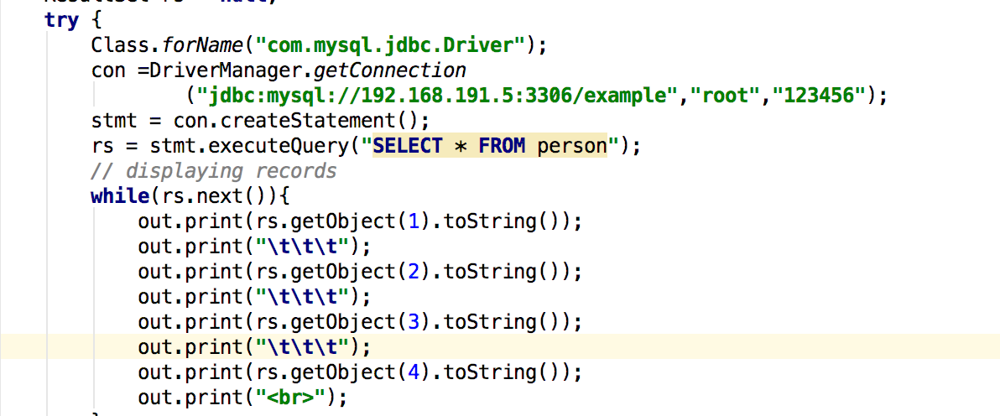 try {
Class.forName("com.mysql.jdbc.Driver");
con =DriverManager.getConnection
("jdbc:mysql://192.168.191.5:3306/example","root","123456");
stmt = con.createStatement();
rs = stmt.executeQuery("SELECT * FROM person");
// displaying records
while(rs.next()){
out.print(rs.getObject(1).toString());
out.print("\t\t\t");
out.print(rs.getObject(2).toString());
out.print("\t\t\t");
out.print(rs.getObject(3).toString());
out.print("\t\t\t");
out.print(rs.getObject(4).toString());
out.print("<br>");